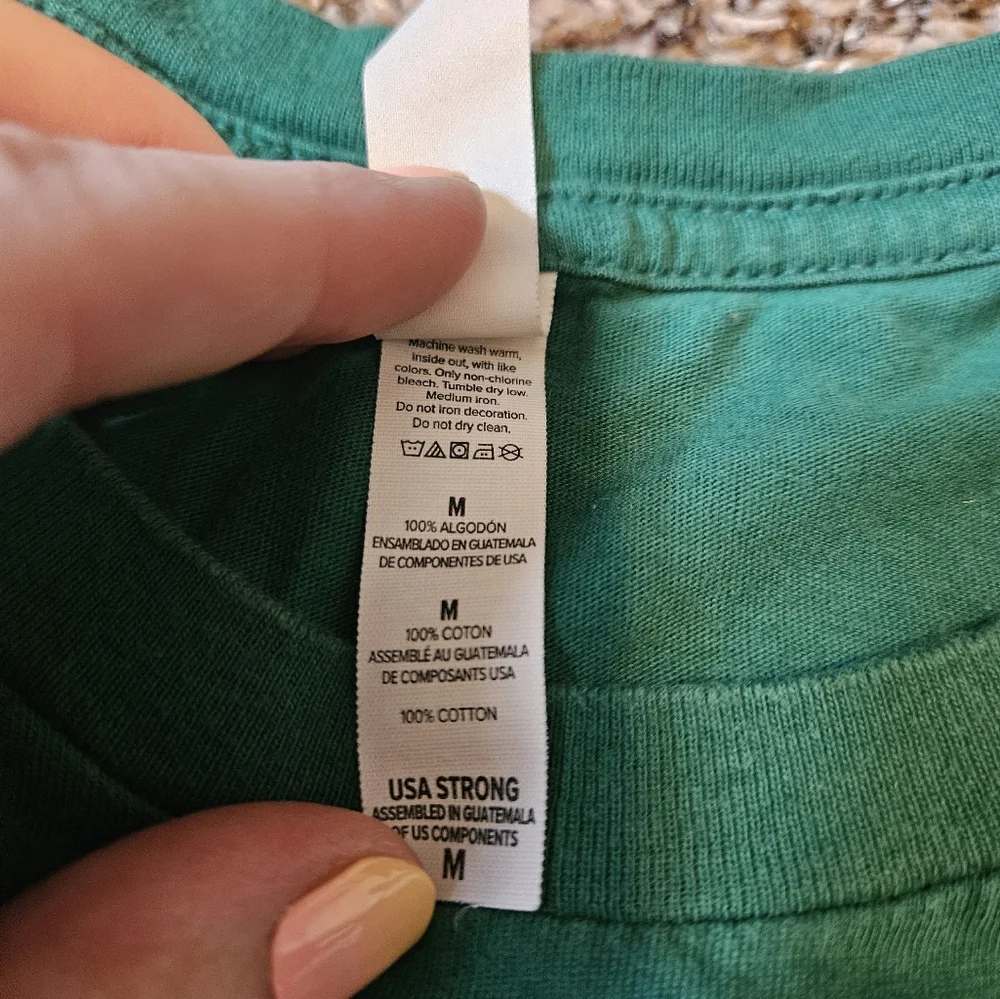 Machine wash warm,
inside out, with like
colors. Only non-chlorine
bleach. Tumble dry low.
Medium iron.
Do not iron decoration.
Do not dry clean.
M
100% ALGODÓN
ENSAMBLADO EN GUATEMALA
DE COMPONENTES DE USA
M
100% COTON
ASSEMBLÉ AU GUATEMALA
DE COMPOSANTS USA
100% COTTON
USA STRONG
ASSEMBLED IN GUATEMALA
OF US COMPONENTS
M